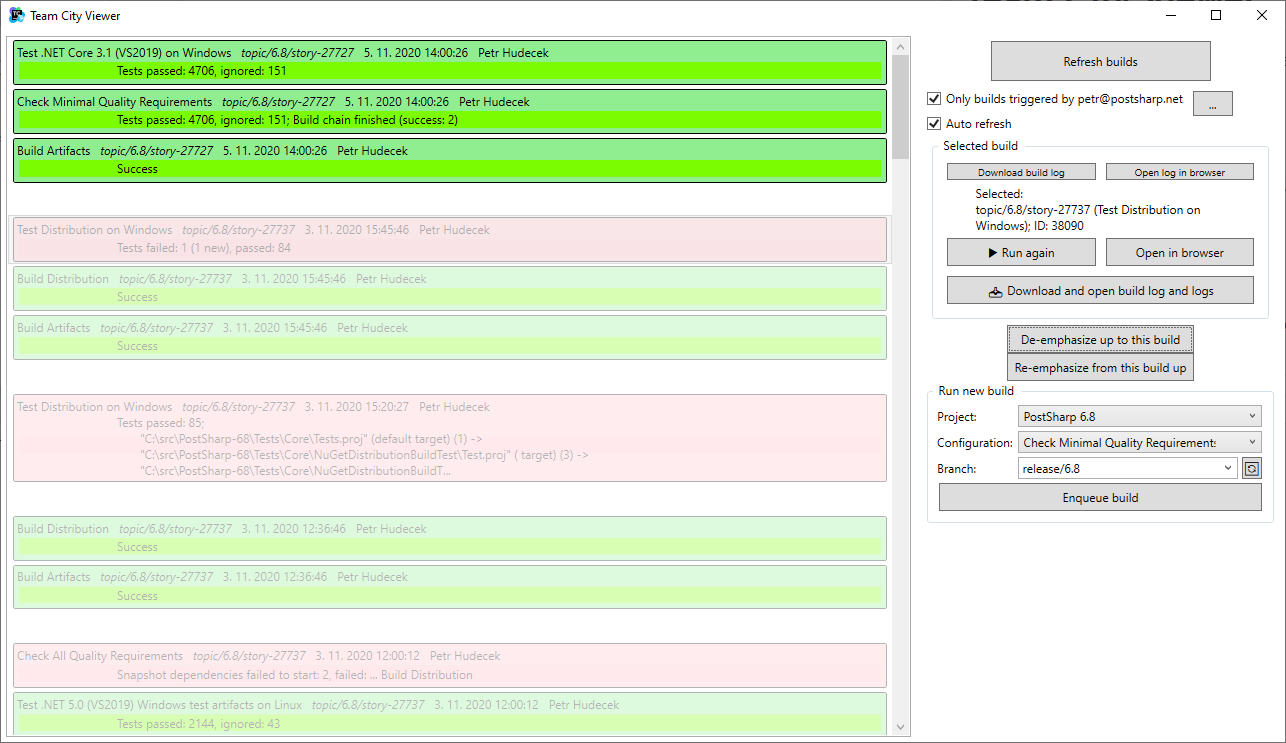 Team City Viewer
Test .NET Core 3.1 (VS2019) on Windows topic/6.8/story-27727 5. 11. 2020 14:00:26 Petr Hudecek
Tests passed: 4706, ignored: 151
Check Minimal Quality Requirements topic/6.8/story-27727 5. 11. 2020 14:00:26 Petr Hudecek
Tests passed: 4706, ignored: 151; Build chain finished (success: 2)
Build Artifacts topic/6.8/story-27727 5. 11. 2020 14:00:26 Petr Hudecek
Success
Test Distribution on Windows topic/6.8/story-27737 3. 11. 2020 15:45:46 Petr Hudecek
Tests failed: 1 (1 new), passed: 84
Build Distribution topic/6.8/story-27737 3. 11. 2020 15:45:46 Petr Hudecek
Success
Build Artifacts topic/6.8/story-27737 3. 11. 2020 15:45:46 Petr Hudecek
Success
Test Distribution on Windows topic/6.8/story-27737 3. 11. 2020 15:20:27 Petr Hudecek
Tests passed: 85;
"C:\src\PostSharp-68\Tests\Core\Tests.proj" (default target) (1) ->
"C:\src\PostSharp-68\Tests\Core\NuGetDistributionBuildTest\Test.proj" ( target) (3) ->
"C:\src\PostSharp-68\Tests\Core\NuGetDistributionBuildT...
Build Distribution topic/6.8/story-27737 3. 11. 2020 12:36:46 Petr Hudecek
Success
Build Artifacts topic/6.8/story-27737 3. 11. 2020 12:36:46 Petr Hudecek
Success
Check All Quality Requirements topic/6.8/story-27737 3. 11. 2020 12:00:12 Petr Hudecek
Snapshot dependencies failed to start: 2, failed: ... Build Distribution
Test .NET 5.0 (VS2019) Windows test artifacts on Linux topic/6.8/story-27737 3. 11. 2020 12:00:12 Petr Hudecek
Tests passed: 2144, ignored: 43
Refresh builds
Only builds triggered by petr@postsharp.net
...
Auto refresh
Selected build
Download build log
Open log in browser
Selected:
topic/6.8/story-27737 (Test Distribution on
Windows); ID: 38090
Run again
Open in browser
Download and open build log and logs
De-emphasize up to this build
Re-emphasize from this build up
Run new build
Project: PostSharp 6.8
Configuration: Check Minimal Quality Requirements
Branch: release/6.8
Enqueue build